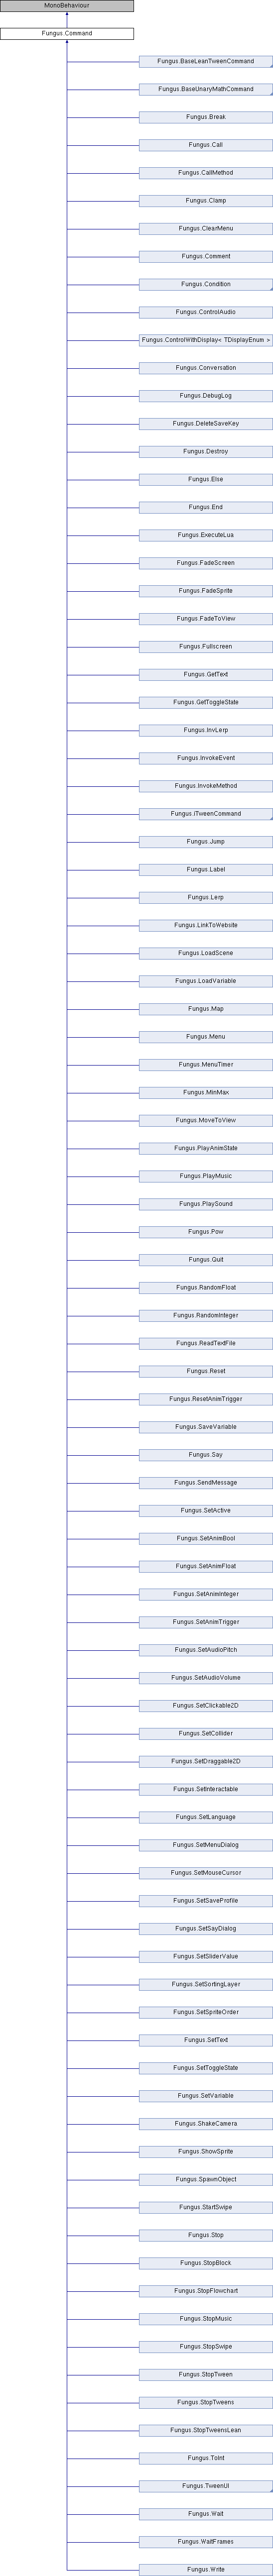 MonoBehaviour
Fungus.Command
Fungus.BaseLeanTweenCommand
Fungus.BaseUnaryMathCommand
Fungus.Break
Fungus.Call
Fungus.CallMethod
Fungus.Clamp
Fungus.ClearMenu
Fungus.Comment
Fungus.Condition
Fungus.ControlAudio
Fungus.ControlWithDisplay< TDisplayEnum >
Fungus.Conversation
Fungus.DebugLog
Fungus.DeleteSaveKey
Fungus.Destroy
Fungus.Else
Fungus.End
Fungus.ExecuteLua
Fungus.FadeScreen
Fungus.FadeSprite
Fungus.FadeToView
Fungus.Fullscreen
Fungus.GetText
Fungus.GetToggleState
Fungus.InvLerp
Fungus.InvokeEvent
Fungus.InvokeMethod
Fungus.iTweenCommand
Fungus.Jump
Fungus.Label
Fungus.Lerp
Fungus.LinkToWebsite
Fungus.LoadScene
Fungus.LoadVariable
Fungus.Map
Fungus.Menu
Fungus.MenuTimer
Fungus.MinMax
Fungus.MoveToView
Fungus.PlayAnimState
Fungus.PlayMusic
Fungus.PlaySound
Fungus.Pow
Fungus.Quit
Fungus.RandomFloat
Fungus.RandomInteger
Fungus.ReadTextFile
Fungus.Reset
Fungus.ResetAnimTrigger
Fungus.SaveVariable
Fungus.Say
Fungus.SendMessage
Fungus.SetActive
Fungus.SetAnimBool
Fungus.SetAnimFloat
Fungus.SetAnimInteger
Fungus.SetAnimTrigger
Fungus.SetAudioPitch
Fungus.SetAudioVolume
Fungus.SetClickable2D
Fungus.SetCollider
Fungus.SetDraggable2D
Fungus.SetInteractable
Fungus.SetLanguage
Fungus.SetMenuDialog
Fungus.SetMouseCursor
Fungus.SetSaveProfile
Fungus.SetSayDialog
Fungus.SetSliderValue
Fungus.SetSortingLayer
Fungus.SetSpriteOrder
Fungus.SetText
Fungus.SetToggleState
Fungus.SetVariable
Fungus.ShakeCamera
Fungus.ShowSprite
Fungus.SpawnObject
Fungus.StartSwipe
Fungus.Stop
Fungus.StopBlock
Fungus.StopFlowchart
Fungus.StopMusic
Fungus.StopSwipe
Fungus.StopTween
Fungus.StopTweens
Fungus.StopTweensLean
Fungus.ToInt
Fungus.TweenUI
Fungus.Wait
Fungus.WaitFrames
Fungus.Write